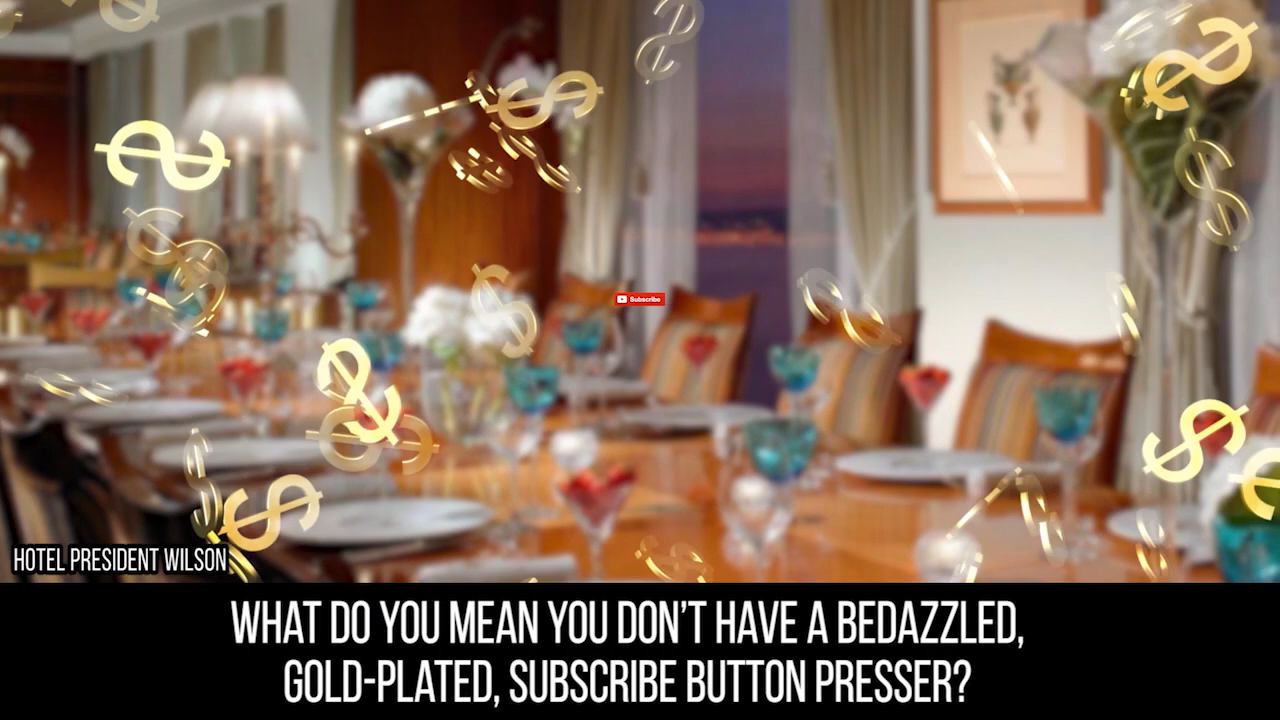 Subscribe
HOTEL PRESIDENT WILSON
WHAT DO YOU MEAN YOU DON'T HAVE A BEDAZZLED,
GOLD-PLATED, SUBSCRIBE BUTTON PRESSER?